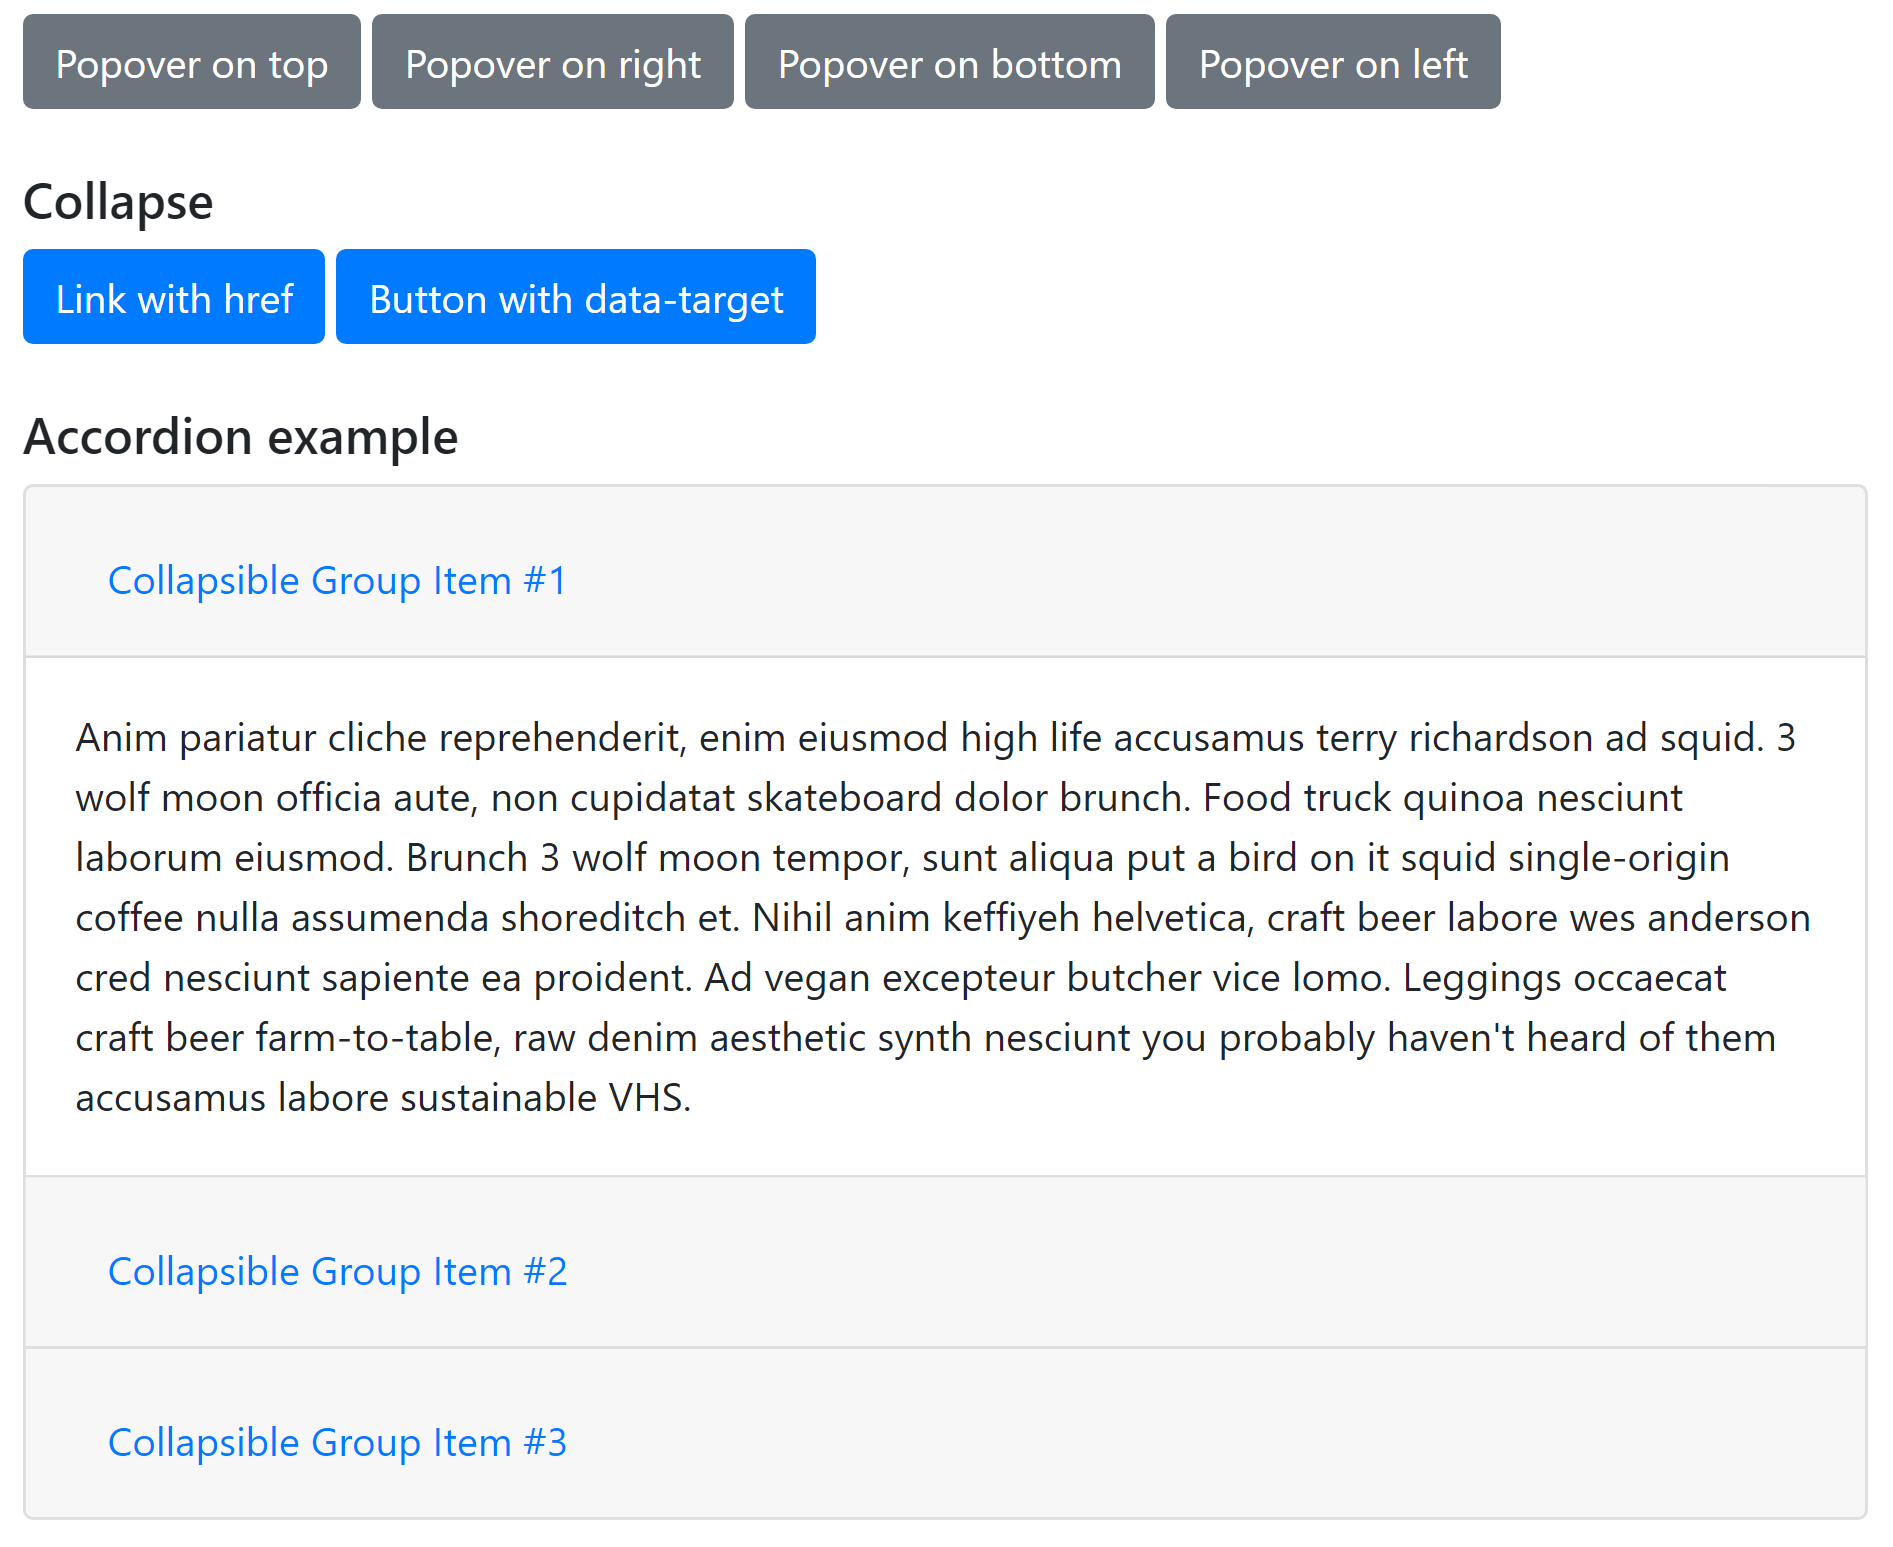 Popover on top Popover on right Popover on bottom Popover on left
Collapse
Link with href Button with data-target
Accordion example
Collapsible Group Item #1
Anim pariatur cliche reprehenderit, enim eiusmod high life accusamus terry richardson ad squid. 3
wolf moon officia aute, non cupidatat skateboard dolor brunch. Food truck quinoa nesciunt
laborum eiusmod. Brunch 3 wolf moon tempor, sunt aliqua put a bird on it squid single-origin
coffee nulla assumenda shoreditch et. Nihil anim keffiyeh helvetica, craft beer labore wes anderson
cred nesciunt sapiente ea proident. Ad vegan excepteur butcher vice lomo. Leggings occaecat
craft beer farm-to-table, raw denim aesthetic synth nesciunt you probably haven't heard of them
accusamus labore sustainable VHS.
Collapsible Group Item #2
Collapsible Group Item #3